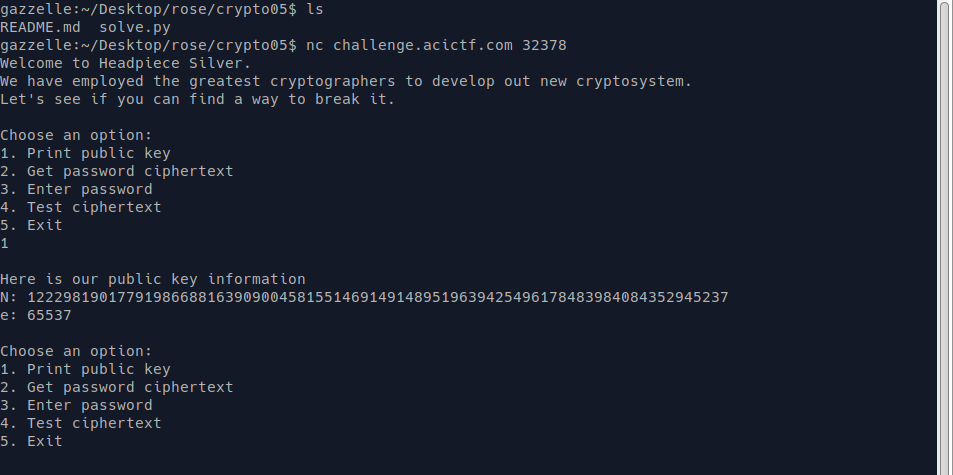 gazzelle:~/Desktop/rose/crypto05$ ls
README.md  solve.py
gazzelle:~/Desktop/rose/crypto05$ nc challenge.acictf.com 32378
Welcome to Headpiece Silver.
We have employed the greatest cryptographers to develop out new cryptosystem.
Let's see if you can find a way to break it.

Choose an option:
1. Print public key
2. Get password ciphertext
3. Enter password
4. Test ciphertext
5. Exit
1

Here is our public key information
N: 122298190177919866881639090045815514691491489519639425496178483984084352945237
e: 65537

Choose an option:
1. Print public key
2. Get password ciphertext
3. Enter password
4. Test ciphertext
5. Exit